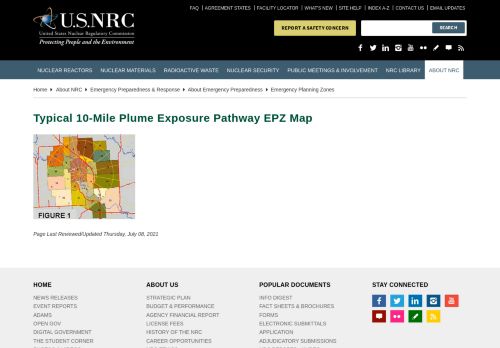 FAQ | AGREEMENT STATES | FACILITY LOCATOR | WHAT'S NEW | SITE HELP | INDEX A-Z | CONTACT US | EMAIL UPDATES
U.S.NRC
United States Nuclear Regulatory Commission
Protecting People and the Environment
REPORT A SAFETY CONCERN
SEARCH
NUCLEAR REACTORS NUCLEAR MATERIALS RADIOACTIVE WASTE NUCLEAR SECURITY PUBLIC MEETINGS & INVOLVEMENT NRC LIBRARY ABOUT NRC
Home About NRC Emergency Preparedness & Response About Emergency Preparedness Emergency Planning Zones
Typical 10-Mile Plume Exposure Pathway EPZ Map
FIGURE 1
Page Last Reviewed/Updated Thursday, July 08, 2021
HOME
NEWS RELEASES
EVENT REPORTS
ADAMS
OPEN GOV
DIGITAL GOVERNMENT
THE STUDENT CORNER
ABOUT US
STRATEGIC PLAN
BUDGET & PERFORMANCE
AGENCY FINANCIAL REPORT
LICENSE FEES
HISTORY OF THE NRC
CAREER OPPORTUNITIES
POPULAR DOCUMENTS
INFO DIGEST
FACT SHEETS & BROCHURES
FORMS
ELECTRONIC SUBMITTALS
APPLICATION
ADJUDICATORY SUBMISSIONS
STAY CONNECTED